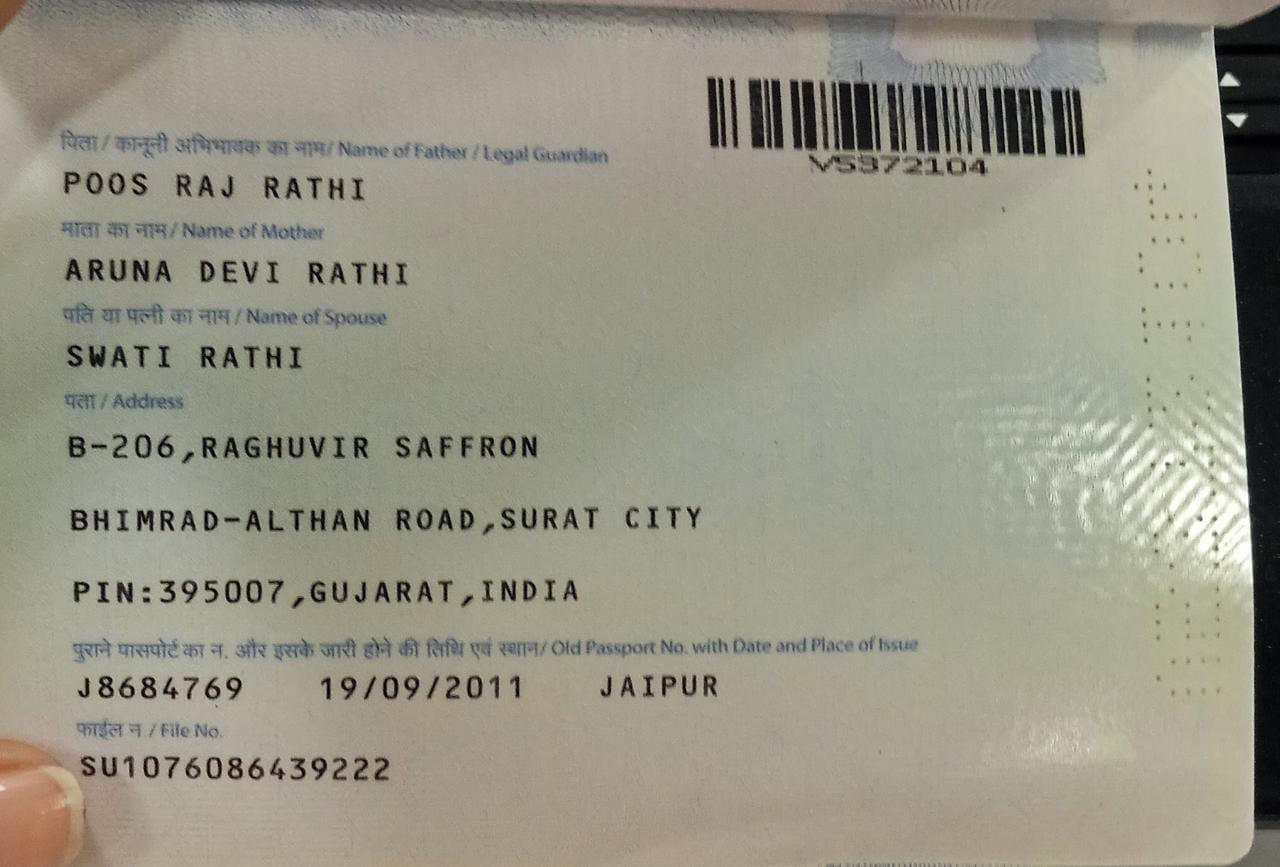 V5372104
पिता / कानूनी अभिभावक का नाम / Name of Father / Legal Guardian
POOS RAJ RATHI
माता का नाम / Name of Mother
ARUNA DEVI RATHI
पति या पत्नी का नाम / Name of Spouse
SWATI RATHI
पता / Address
B-206,RAGHUVIR SAFFRON
BHIMRAD-ALTHAN ROAD,SURAT CITY
PIN:395007,GUJARAT,INDIA
पुराने पासपोर्ट का न. और इसके जारी होने की तिथि एवं स्थान / Old Passport No. with Date and Place of Issue
J8684769 19/09/2011 JAIPUR
फाईल न / File No.
SU1076086439222